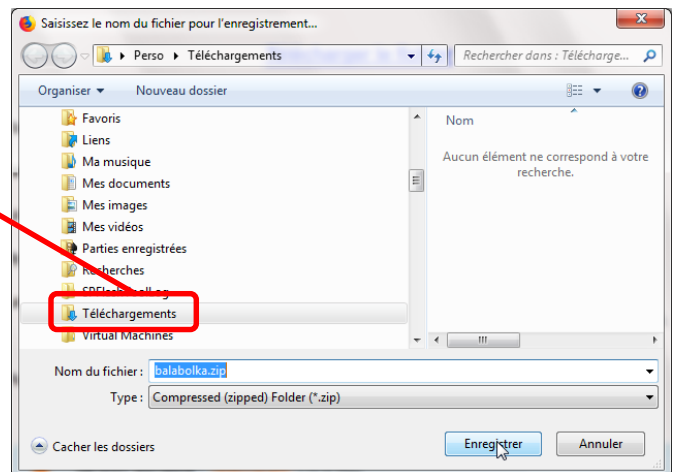 Saisissez le nom du fichier pour l'enregistrement...
Perso Téléchargements
Rechercher dans : Télécharge...
Organiser Nouveau dossier
Favoris
Liens
Ma musique
Mes documents
Mes images
Mes vidéos
Parties enregistrées
Recherches
Téléchargements
Virtual Machines
Nom
Aucun élément ne correspond à votre
recherche.
Nom du fichier : balabolka.zip
Type : Compressed (zipped) Folder (*.zip)
Cacher les dossiers
Enregistrer Annuler